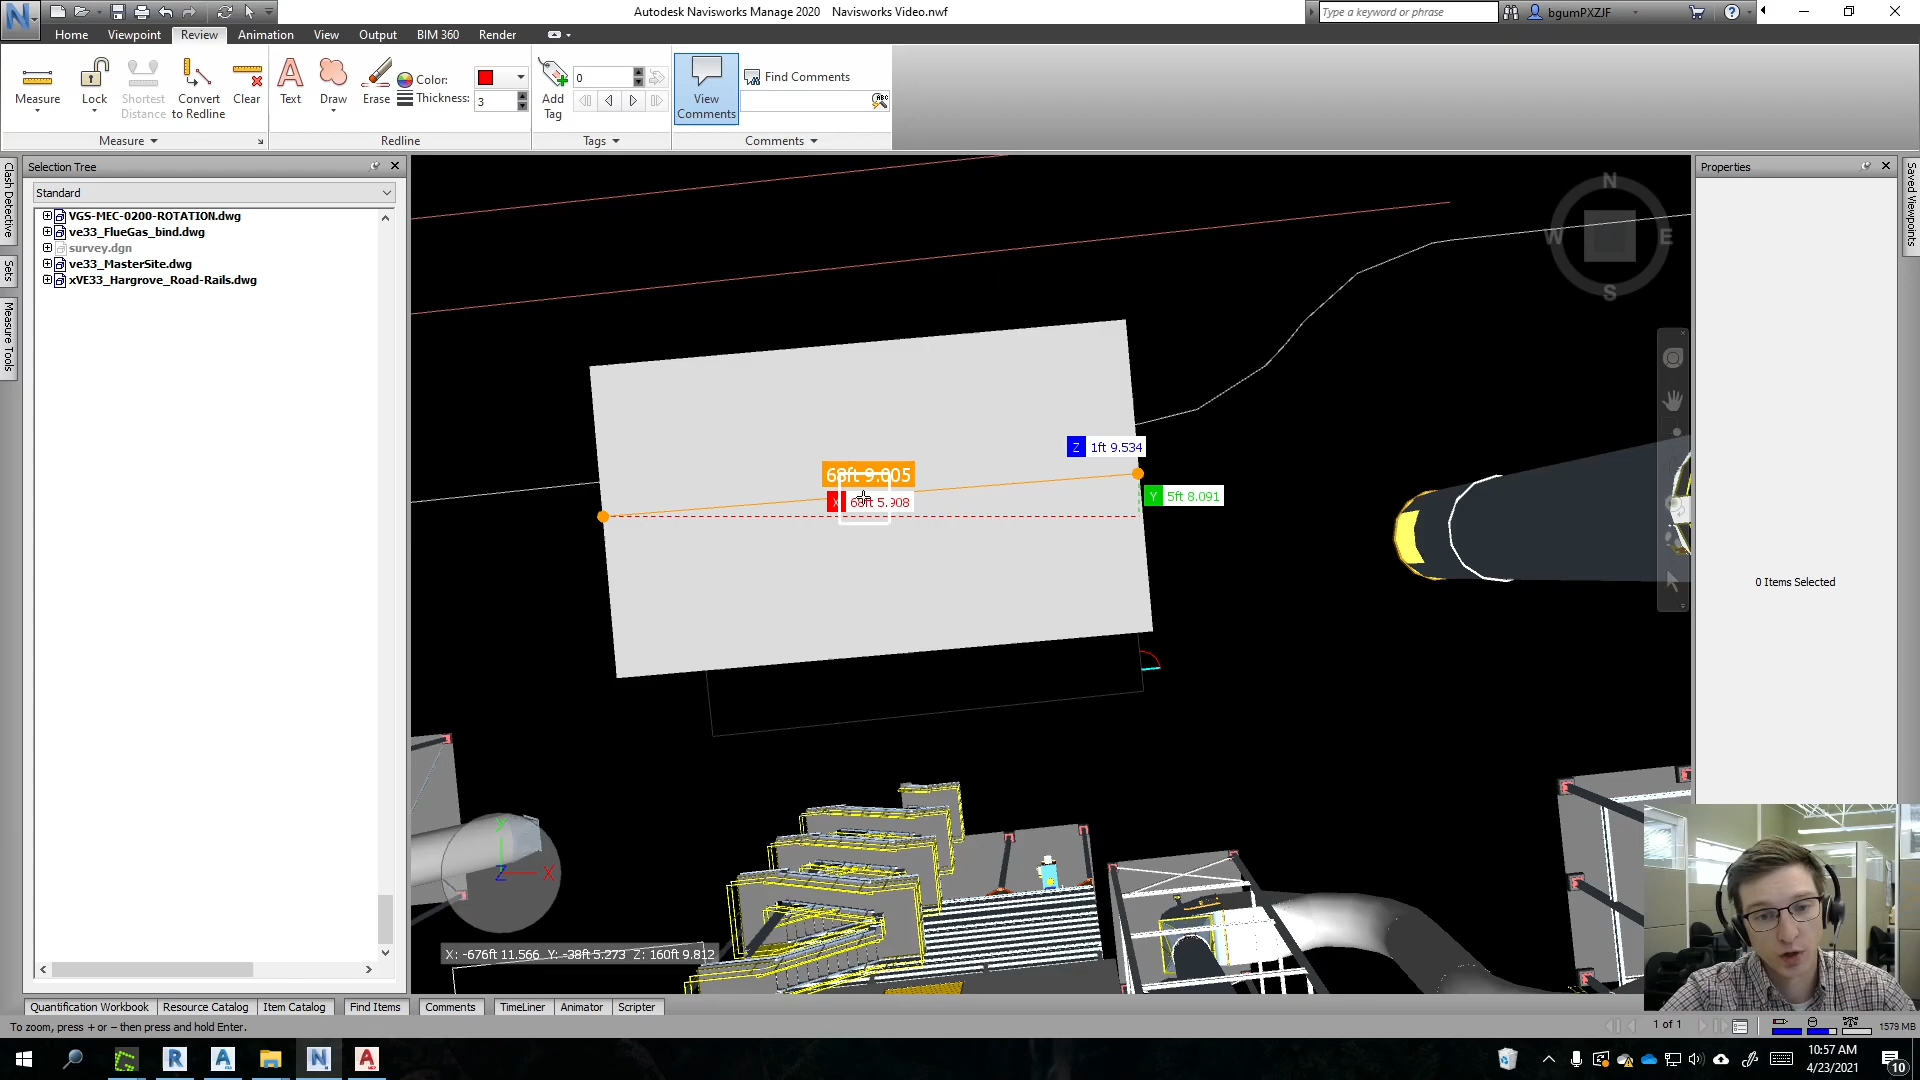 Autodesk Navisworks Manage 2020 Navisworks Video.nwf
Type a keyword or phrase
bgumPXZJF
Home Viewpoint Review Animation View Output BIM 360 Render
Measure
Lock
Shortest
Distance
Convert
to Redline
Clear
Text
Draw
Erase
Color:
Thickness: 3
Add
Tag
0
View
Comments
Find Comments
ABC
Measure
Redline
Tags
Comments
Selection Tree
Properties
Clash Detective
Sets
Measure Tools
Saved Viewpoints
Standard
VGS-MEC-0200-ROTATION.dwg
ve33_FlueGas_bind.dwg
survey.dgn
ve33_MasterSite.dwg
xVE33_Hargrove_Road-Rails.dwg
N
W
E
S
Z 1ft 9.534
68ft 9.005
X 68ft 5.908
Y 5ft 8.091
0 Items Selected
Y
Z
X
X: -676ft 11.566 Y: -38ft 5.273 Z: 160ft 9.812
Quantification Workbook Resource Catalog Item Catalog Find Items Comments TimeLiner Animator Scripter
To zoom, press + or – then press and hold Enter.
1 of 1
1579 MB
10:57 AM
4/23/2021
10